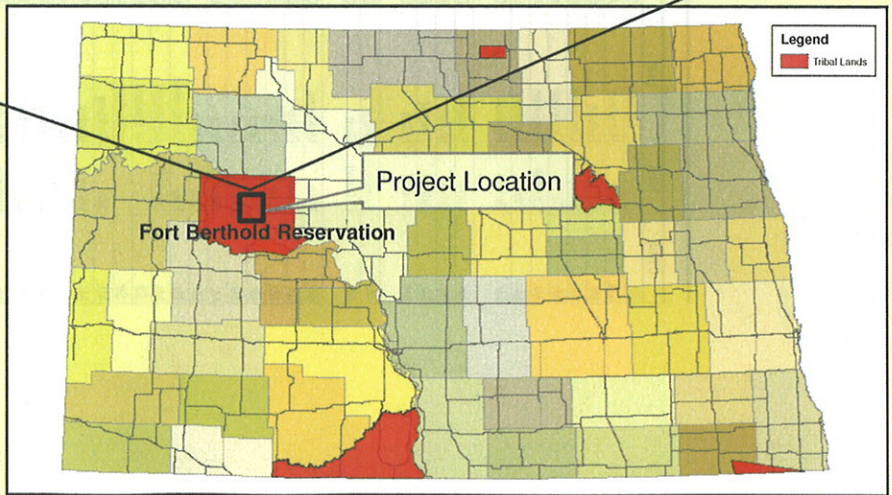 Legend
Tribal Lands
Project Location
Fort Berthold Reservation